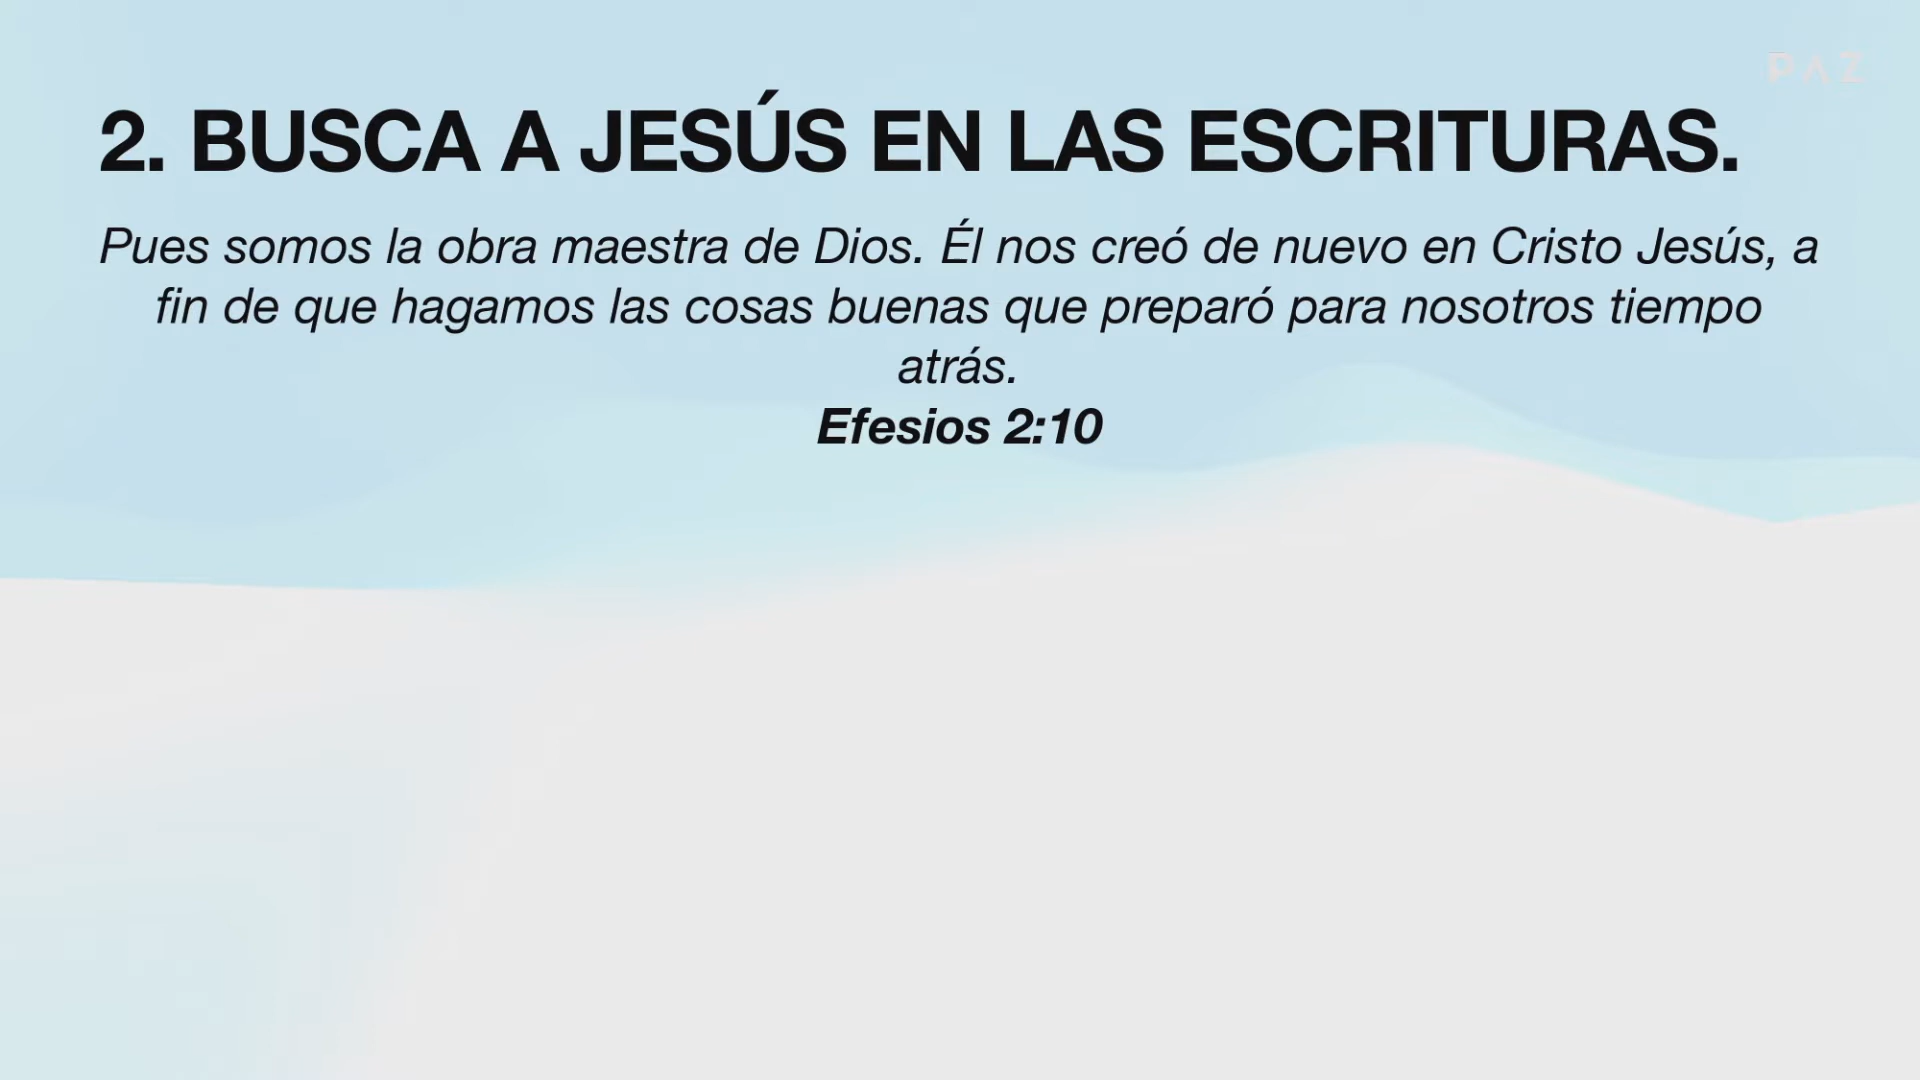 PAZ
2. BUSCA A JESÚS EN LAS ESCRITURAS.
Pues somos la obra maestra de Dios. Él nos creó de nuevo en Cristo Jesús, a
fin de que hagamos las cosas buenas que preparó para nosotros tiempo
atrás.
Efesios 2:10